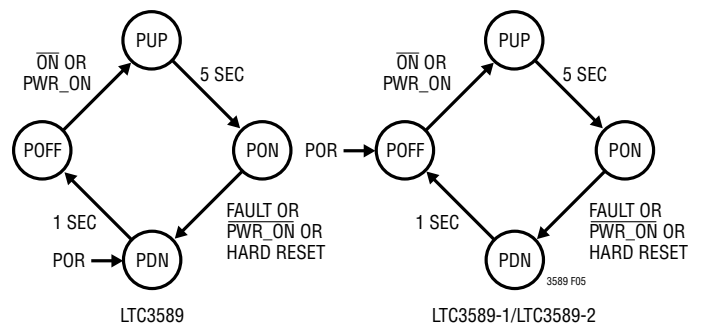 PUP
ON OR
PWR_ON
5 SEC
POFF
PON
1 SEC
FAULT OR
PWR_ON OR
HARD RESET
POR
PDN
LTC3589
PUP
ON OR
PWR_ON
5 SEC
POR
POFF
PON
1 SEC
FAULT OR
PWR_ON OR
HARD RESET
PDN
3589 F05
LTC3589-1/LTC3589-2